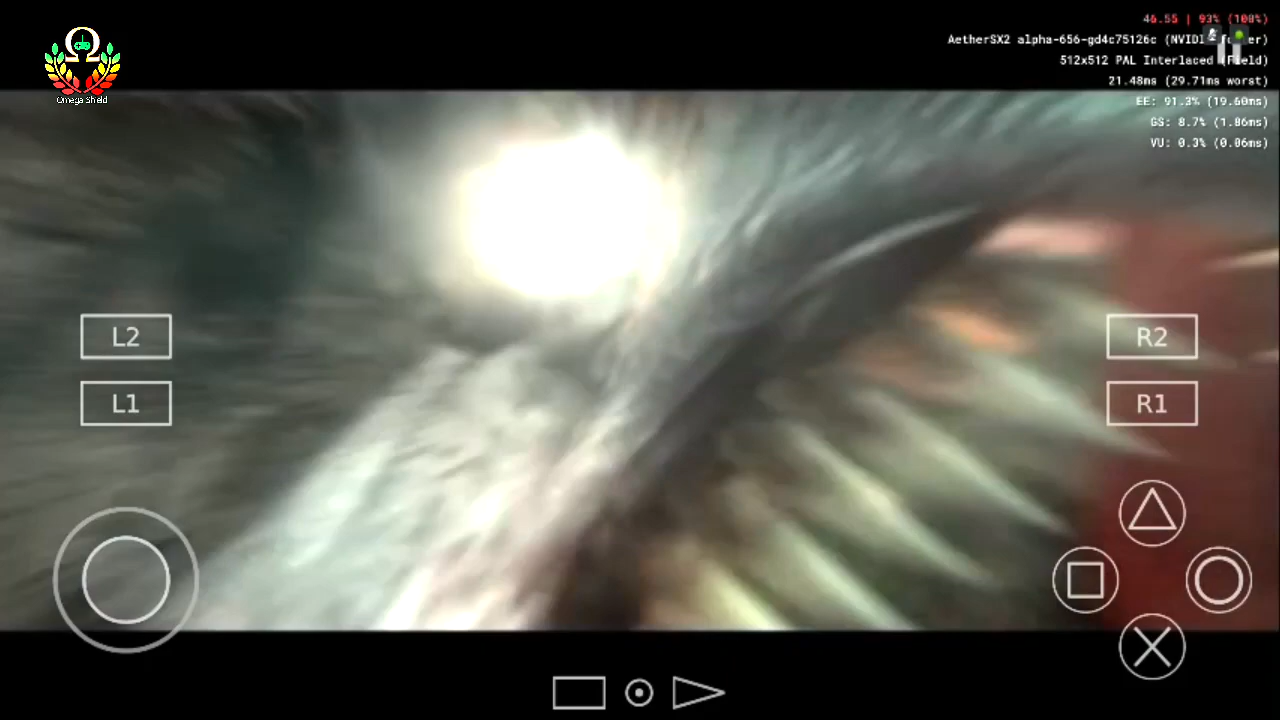 46.55 | 93% (108%)
AetherSX2 alpha-656-gd4c75126c
512x512 PAL Interlaced
21.48ms (29.71ms worst)
EE: 91.3% (19.60ms)
GS: 8.7% (1.86ms)
VU: 0.3% (0.06ms)
Ω
Omega Shield
L2
R2
L1
R1